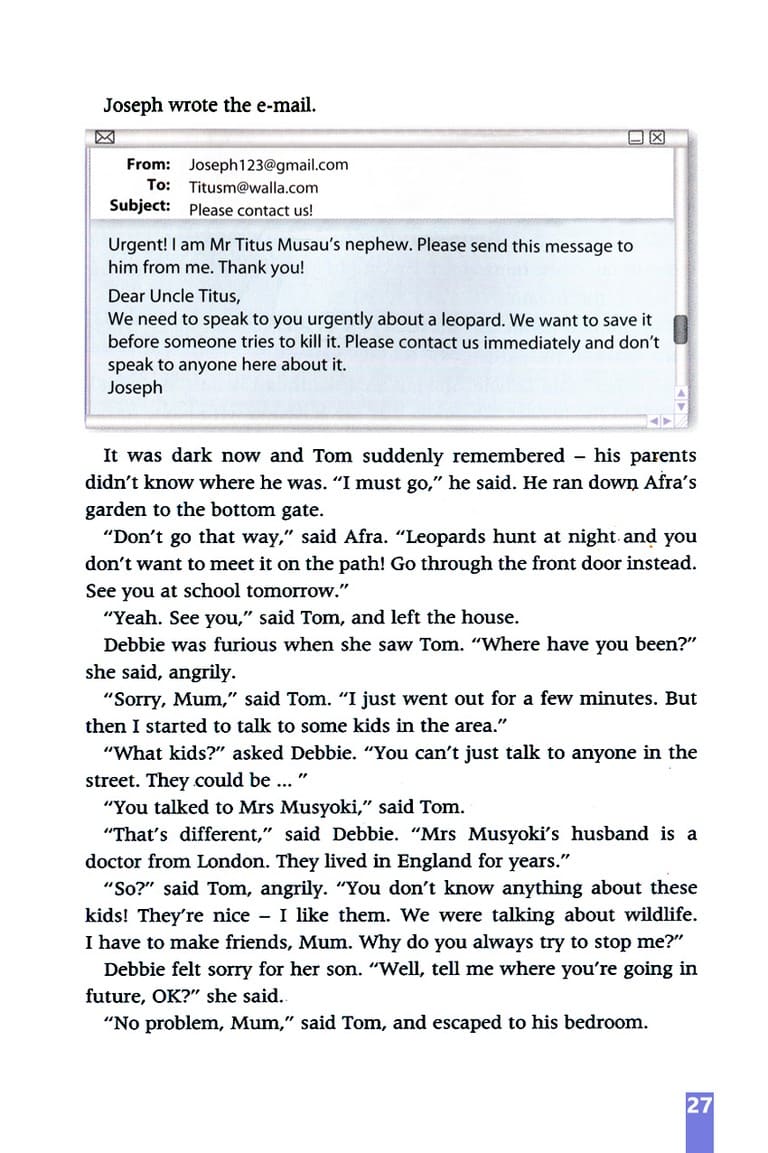 Joseph wrote the e-mail.
From: Joseph123@gmail.com
To: Titusm@walla.com
Subject: Please contact us!
Urgent! I am Mr Titus Musau's nephew. Please send this message to
him from me. Thank you!
Dear Uncle Titus,
We need to speak to you urgently about a leopard. We want to save it
before someone tries to kill it. Please contact us immediately and don't
speak to anyone here about it.
Joseph
It was dark now and Tom suddenly remembered – his parents
didn't know where he was. "I must go," he said. He ran down Afra's
garden to the bottom gate.
"Don't go that way," said Afra. "Leopards hunt at night and you
don't want to meet it on the path! Go through the front door instead.
See you at school tomorrow."
"Yeah. See you," said Tom, and left the house.
Debbie was furious when she saw Tom. "Where have you been?"
she said, angrily.
"Sorry, Mum," said Tom. "I just went out for a few minutes. But
then I started to talk to some kids in the area."
"What kids?" asked Debbie. "You can't just talk to anyone in the
street. They could be ... "
"You talked to Mrs Musyoki," said Tom.
"That's different," said Debbie. "Mrs Musyoki's husband is a
doctor from London. They lived in England for years."
"So?" said Tom, angrily. "You don't know anything about these
kids! They're nice – I like them. We were talking about wildlife.
I have to make friends, Mum. Why do you always try to stop me?"
Debbie felt sorry for her son. "Well, tell me where you're going in
future, OK?" she said.
"No problem, Mum," said Tom, and escaped to his bedroom.
27